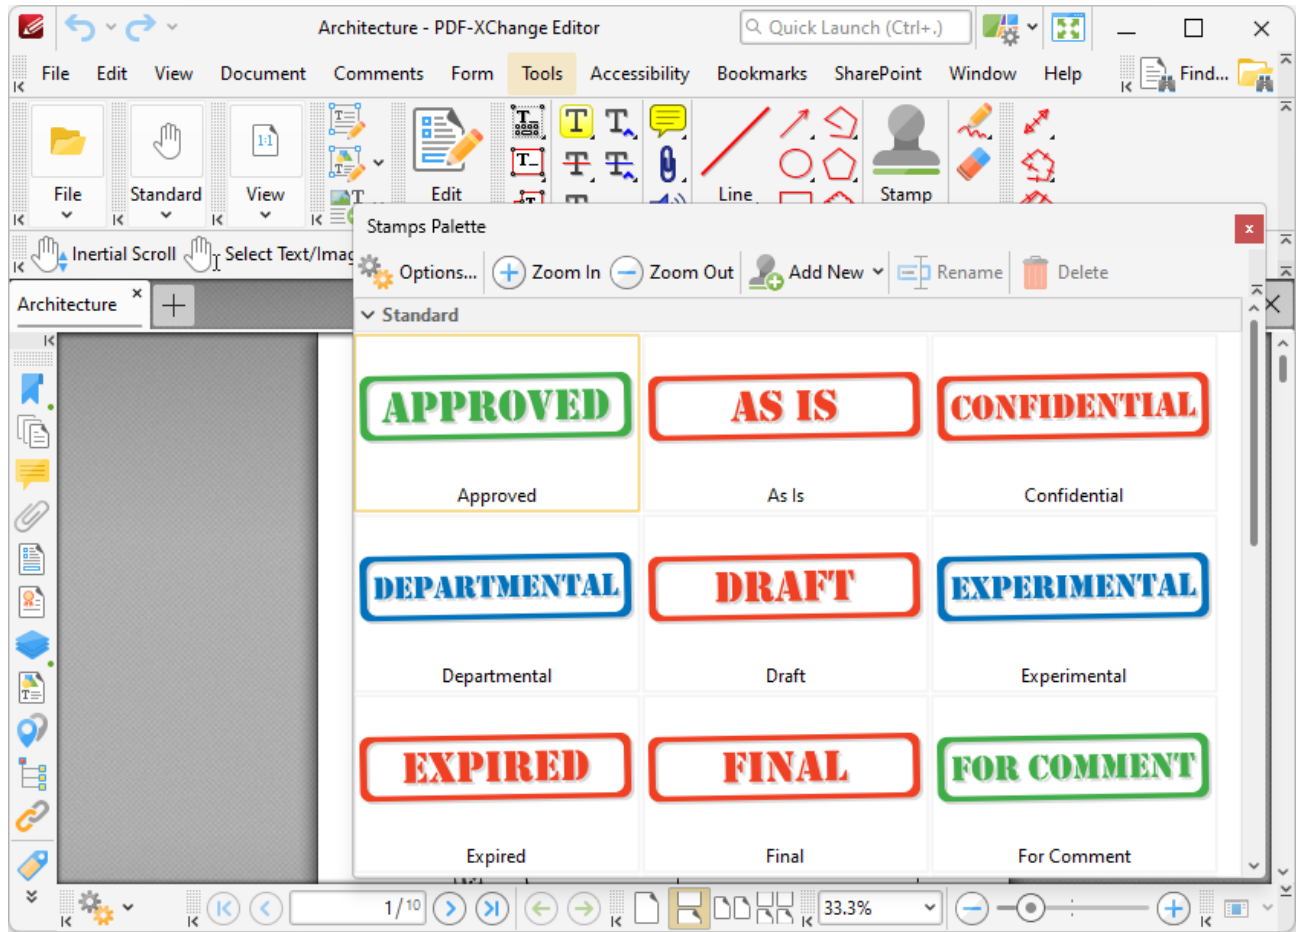 Architecture - PDF-XChange Editor
Quick Launch (Ctrl+.)
File Edit View Document Comments Form Tools Accessibility Bookmarks SharePoint Window Help Find...
File Standard View Edit Line Stamp
Inertial Scroll Select Text/Imag
Stamps Palette
Options... Zoom In Zoom Out Add New Rename Delete
Architecture
Standard
APPROVED AS IS CONFIDENTIAL
Approved As Is Confidential
DEPARTMENTAL DRAFT EXPERIMENTAL
Departmental Draft Experimental
EXPIRED FINAL FOR COMMENT
Expired Final For Comment
1/10 33.3%